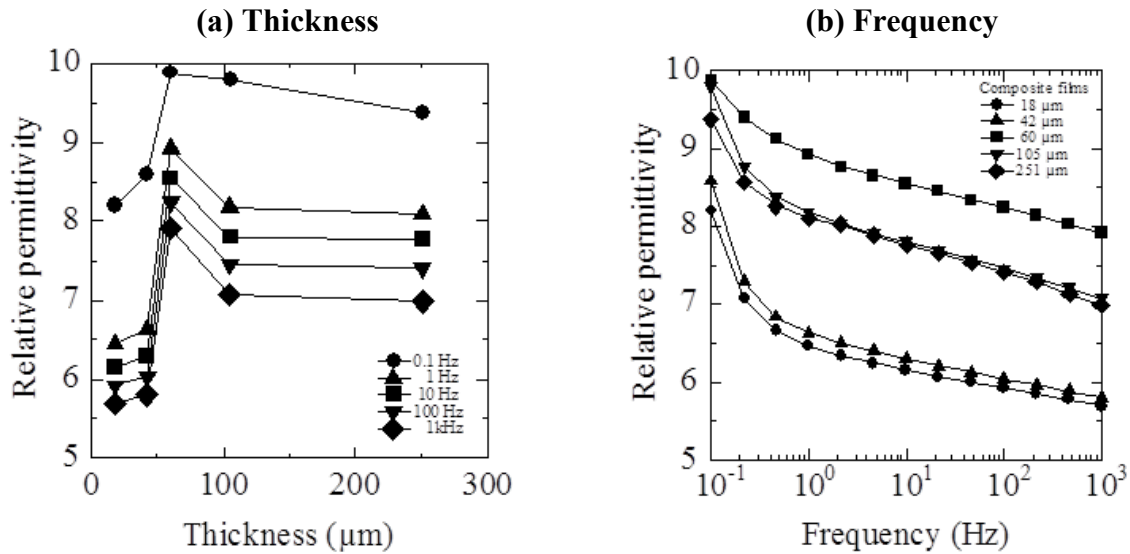 (a) Thickness
10
9
8
7
6
5
0
100
200
300
Relative permittivity
Thickness (µm)
0.1 Hz
1 Hz
10 Hz
100 Hz
1kHz
(b) Frequency
10
9
8
7
6
5
10⁻¹
10⁰
10¹
10²
10³
Relative permittivity
Frequency (Hz)
Composite films
18 µm
42 µm
60 µm
105 µm
251 µm